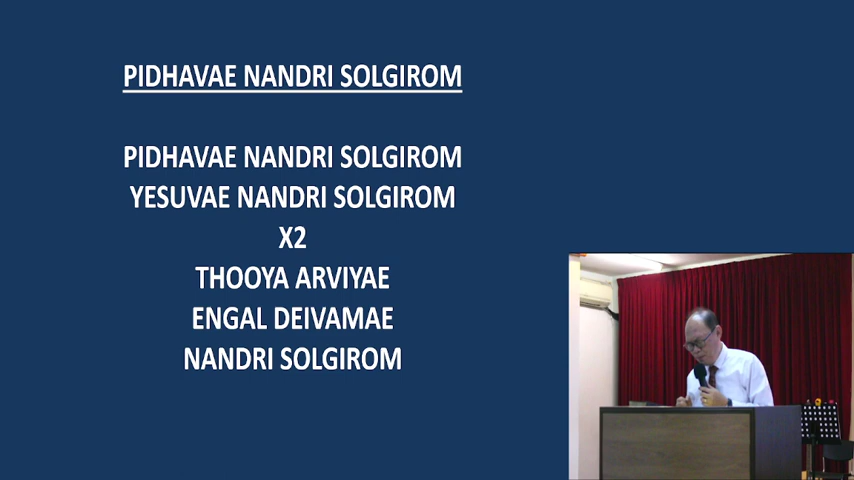 PIDHAVAE NANDRI SOLGIROM
PIDHAVAE NANDRI SOLGIROM
YESUVAE NANDRI SOLGIROM
X2
THOOYA ARVIYAE
ENGAL DEIVAMAE
NANDRI SOLGIROM